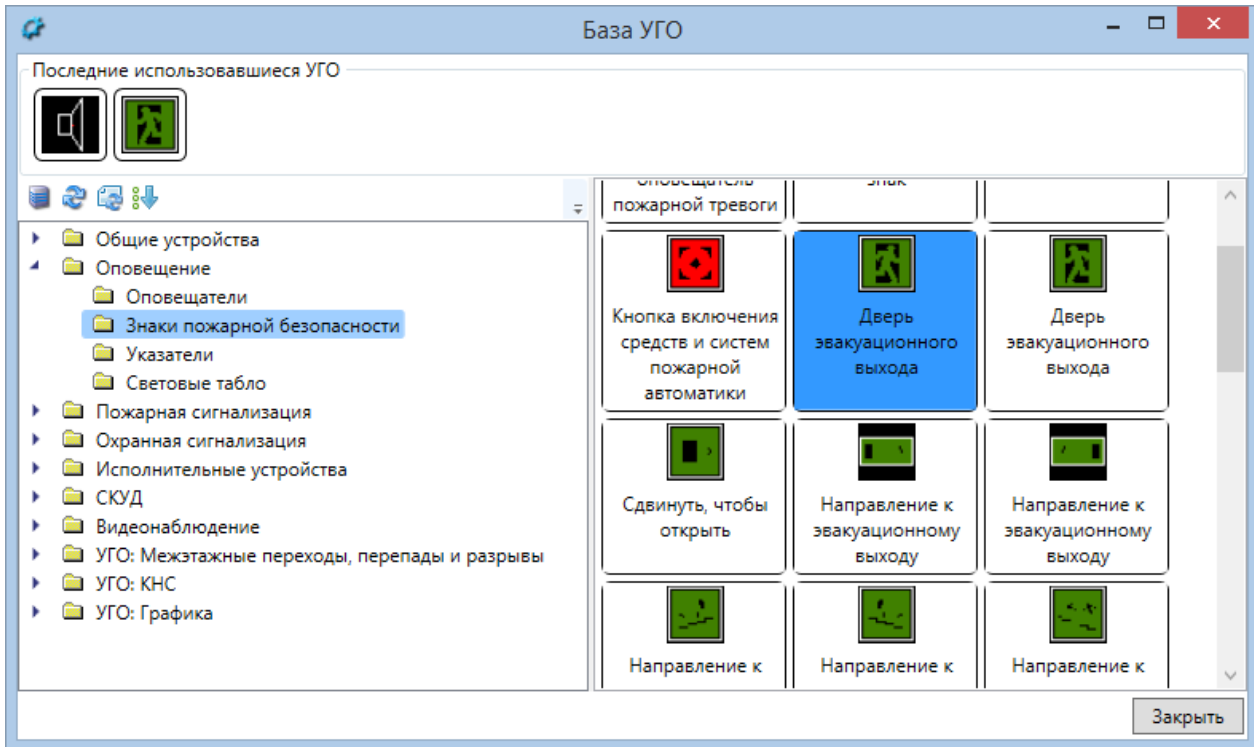 База УГО
Последние использовавшиеся УГО
Общие устройства
Оповещение
Оповещатели
Знаки пожарной безопасности
Указатели
Световые табло
Пожарная сигнализация
Охранная сигнализация
Исполнительные устройства
СКУД
Видеонаблюдение
УГО: Межэтажные переходы, перепады и разрывы
УГО: КНС
УГО: Графика
оповещатель
пожарной тревоги
знак
Кнопка включения
средств и систем
пожарной
автоматики
Дверь
эвакуационного
выхода
Дверь
эвакуационного
выхода
Сдвинуть, чтобы
открыть
Направление к
эвакуационному
выходу
Направление к
эвакуационному
выходу
Направление к
Направление к
Направление к
Закрыть